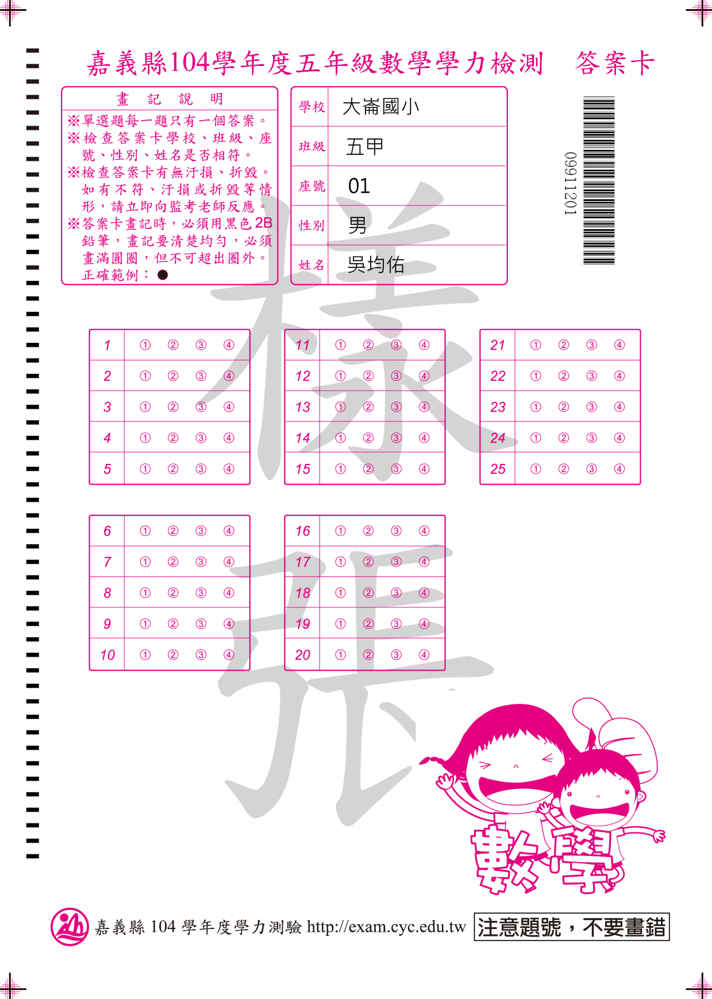 嘉義縣104學年度五年級數學學力檢測　答案卡
畫記說明
※單選題每一題只有一個答案。
※檢查答案卡學校、班級、座
號、性別、姓名是否相符。
※檢查答案卡有無汙損、折毀。
如有不符、汙損或折毀等情
形，請立即向監考老師反應。
※答案卡畫記時，必須用黑色2B
鉛筆，畫記要清楚均勻，必須
畫滿圓圈，但不可超出圈外。
正確範例：●
學校 大崙國小
班級 五甲
座號 01
性別 男
姓名 吳均佑
09911201
樣張
1 ① ② ③ ④
2 ① ② ③ ④
3 ① ② ③ ④
4 ① ② ③ ④
5 ① ② ③ ④
11 ① ② ③ ④
12 ① ② ③ ④
13 ① ② ③ ④
14 ① ② ③ ④
15 ① ② ③ ④
21 ① ② ③ ④
22 ① ② ③ ④
23 ① ② ③ ④
24 ① ② ③ ④
25 ① ② ③ ④
6 ① ② ③ ④
7 ① ② ③ ④
8 ① ② ③ ④
9 ① ② ③ ④
10 ① ② ③ ④
16 ① ② ③ ④
17 ① ② ③ ④
18 ① ② ③ ④
19 ① ② ③ ④
20 ① ② ③ ④
數學
嘉義縣 104 學年度學力測驗 http://exam.cyc.edu.tw
注意題號，不要畫錯